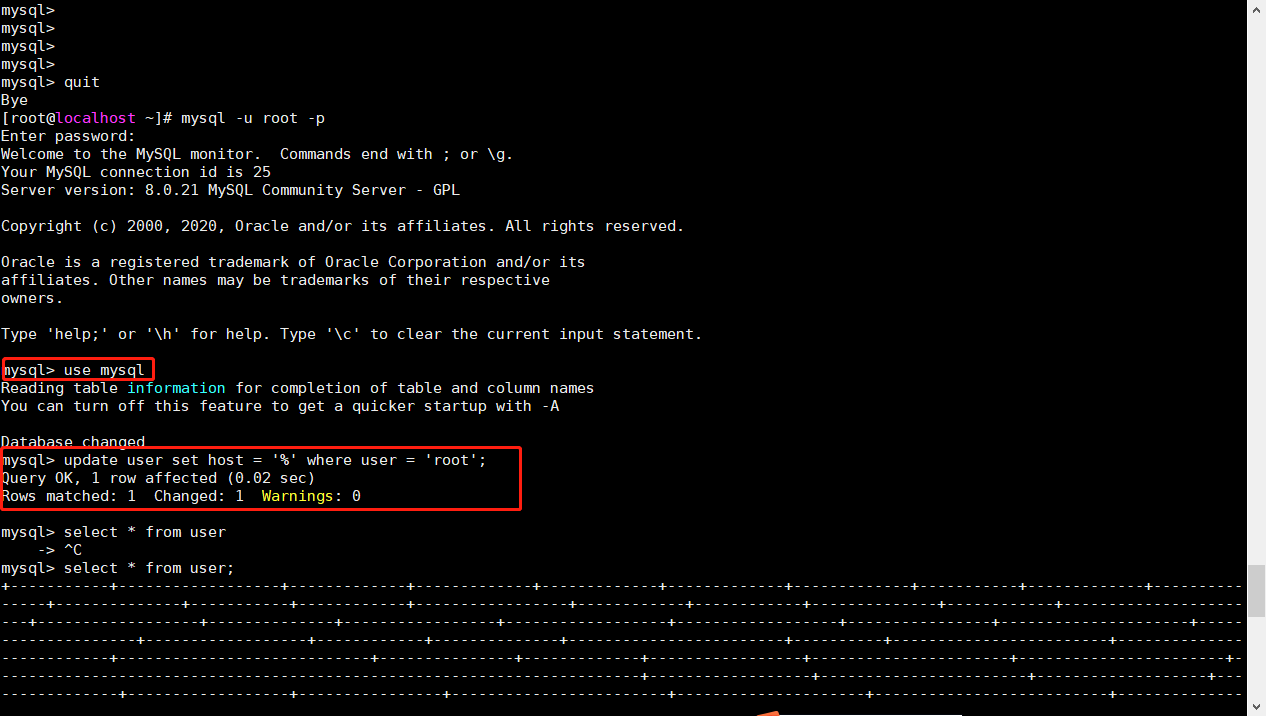 mysql>
mysql>
mysql>
mysql>
mysql> quit
Bye
[root@localhost ~]# mysql -u root -p
Enter password:
Welcome to the MySQL monitor.  Commands end with ; or \g.
Your MySQL connection id is 25
Server version: 8.0.21 MySQL Community Server - GPL
Copyright (c) 2000, 2020, Oracle and/or its affiliates. All rights reserved.
Oracle is a registered trademark of Oracle Corporation and/or its
affiliates. Other names may be trademarks of their respective
owners.
Type 'help;' or '\h' for help. Type '\c' to clear the current input statement.
mysql> use mysql
Reading table information for completion of table and column names
You can turn off this feature to get a quicker startup with -A
Database changed
mysql> update user set host = '%' where user = 'root';
Query OK, 1 row affected (0.02 sec)
Rows matched: 1  Changed: 1  Warnings: 0
mysql> select * from user
    -> ^C
mysql> select * from user;